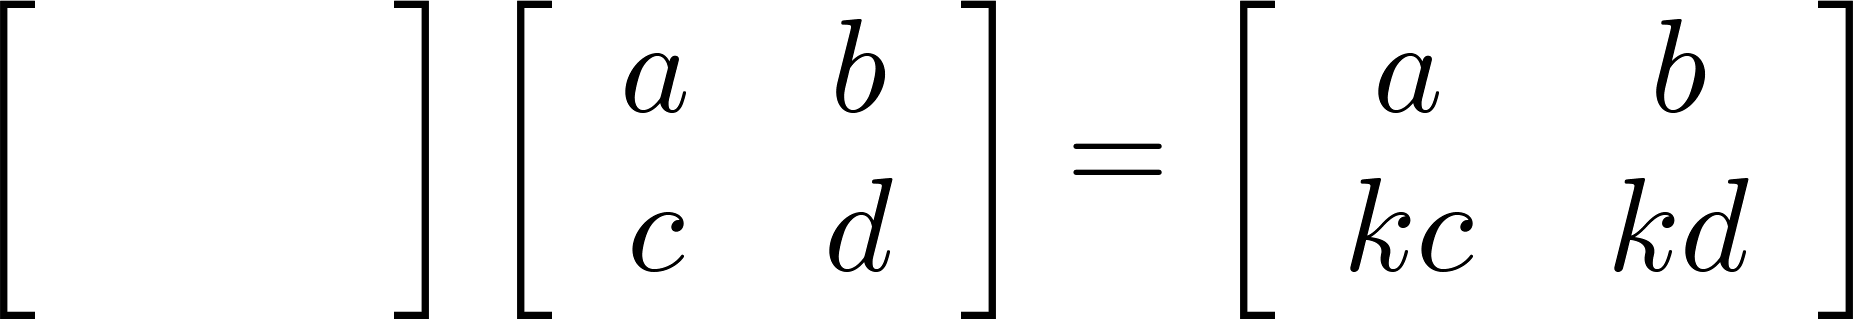 [ ] [ a b ] = [ a b ]
[ c d ] [ kc kd ]